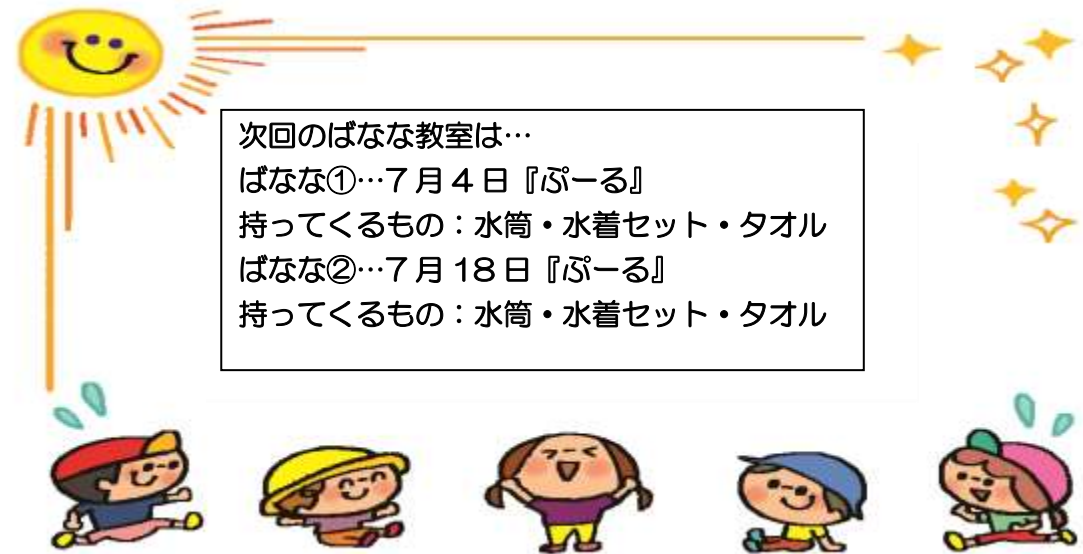 次回のばなな教室は…
ばなな①…7月4日『ぷーる』
持ってくるもの：水筒・水着セット・タオル
ばなな②…7月18日『ぷーる』
持ってくるもの：水筒・水着セット・タオル